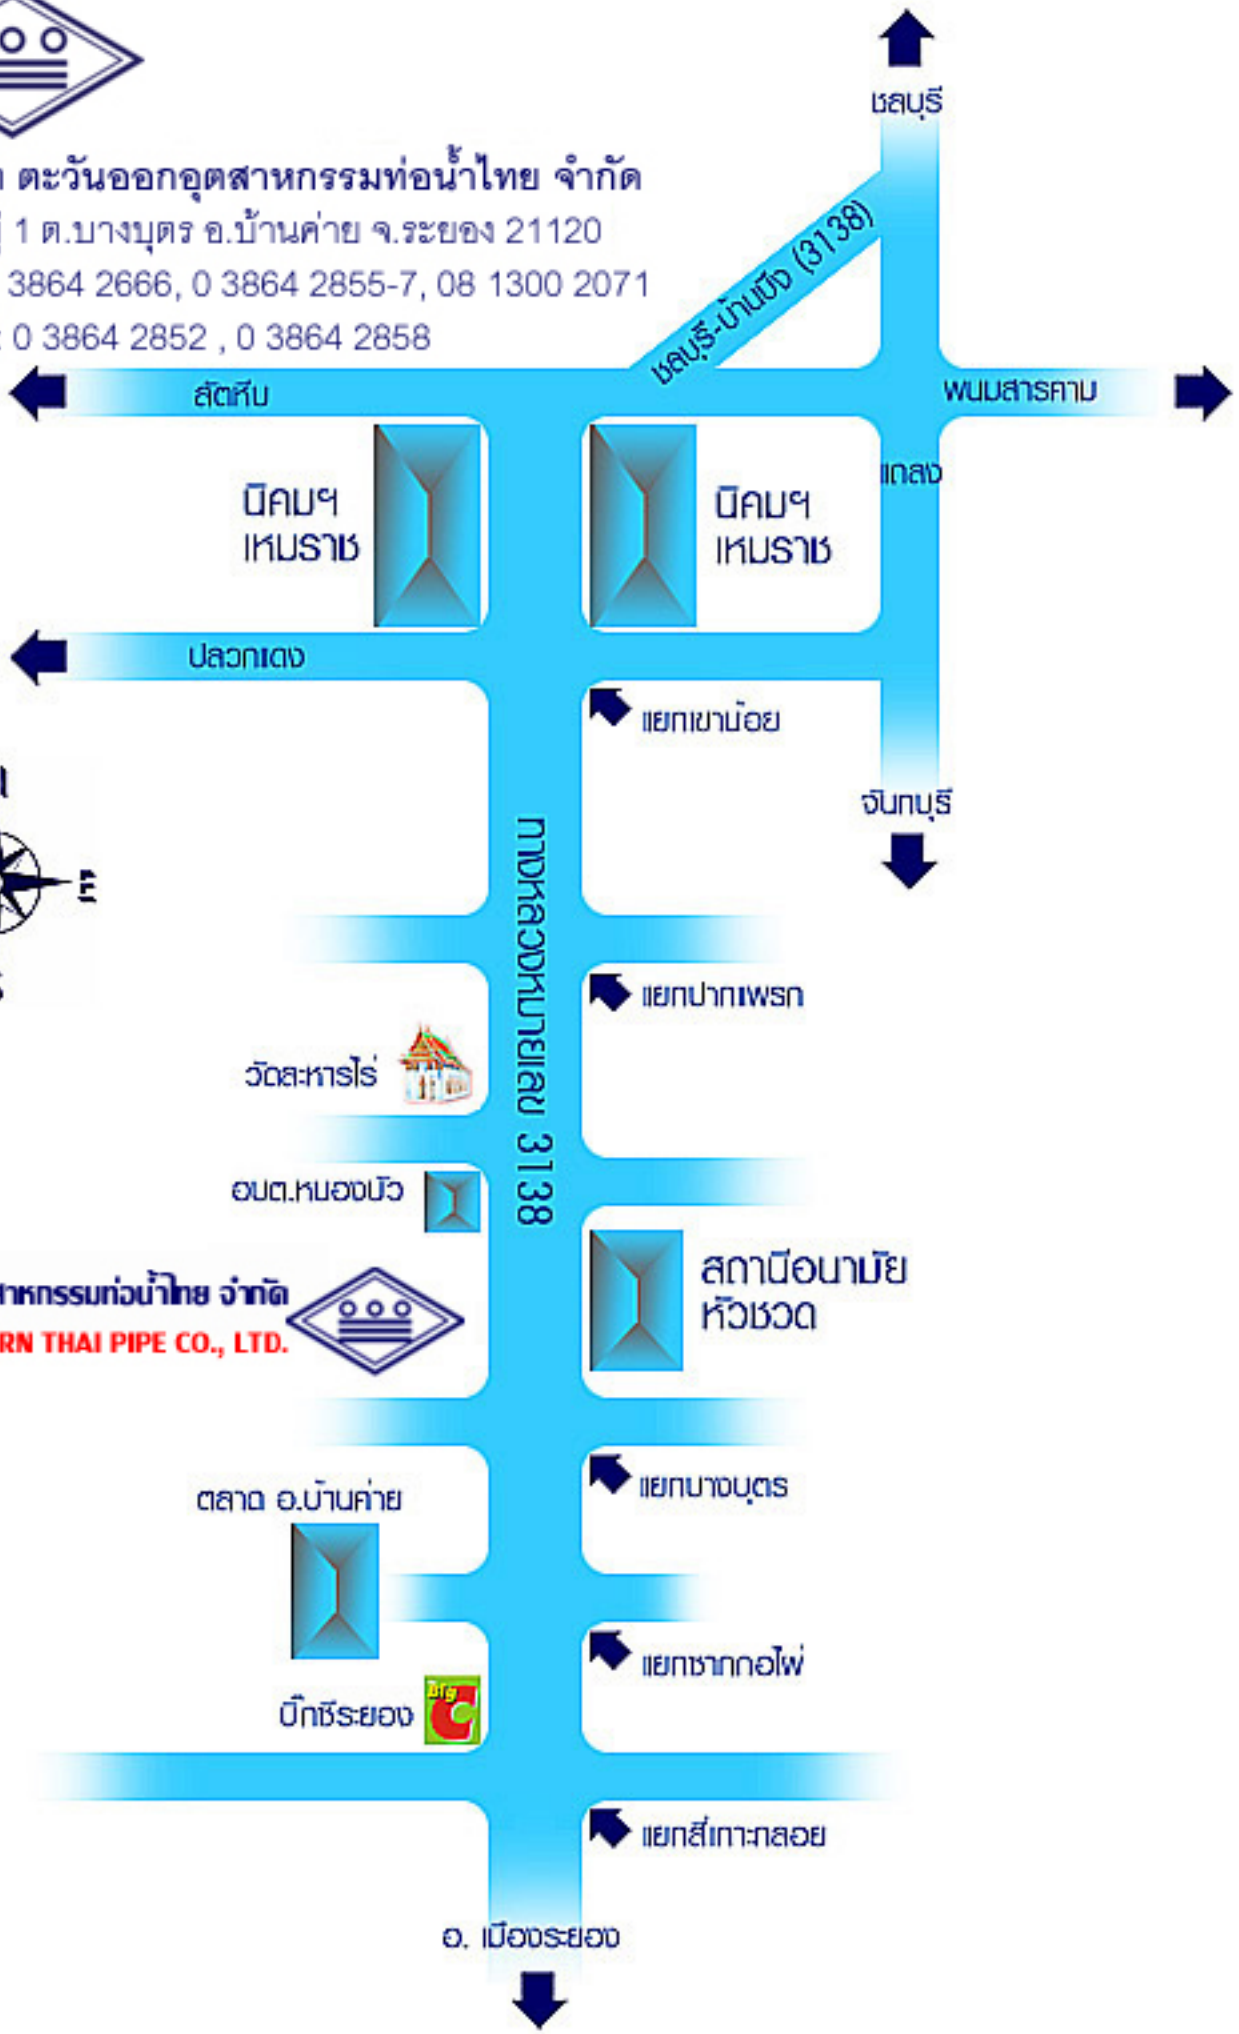 ตะวันออกอุตสาหกรรมท่อน้ำไทย จำกัด
1 ต.บางบุตร อ.บ้านค่าย จ.ระยอง 21120
3864 2666, 0 3864 2855-7, 08 1300 2071
: 0 3864 2852 , 0 3864 2858
ชลบุรี
ชลบุรี-บ้านบึง (3138)
สัตหีบ
พนมสารคาม
แกลง
นิคมฯ
เหมราช
นิคมฯ
เหมราช
ปลวกแดง
แยกเขาน้อย
จันทบุรี
E
ทางหลวงหมายเลข 3138
แยกปากแพรก
วัดละหารไร่
อบต.หนองบัว
สถานีอนามัย
หัวชวด
สาหกรรมท่อน้ำไทย จำกัด
RN THAI PIPE CO., LTD.
แยกบางบุตร
ตลาด อ.บ้านค่าย
แยกซากกอไผ่
บิ๊กซีระยอง
Big C
แยกสี่เกาะกลอย
อ. เมืองระยอง